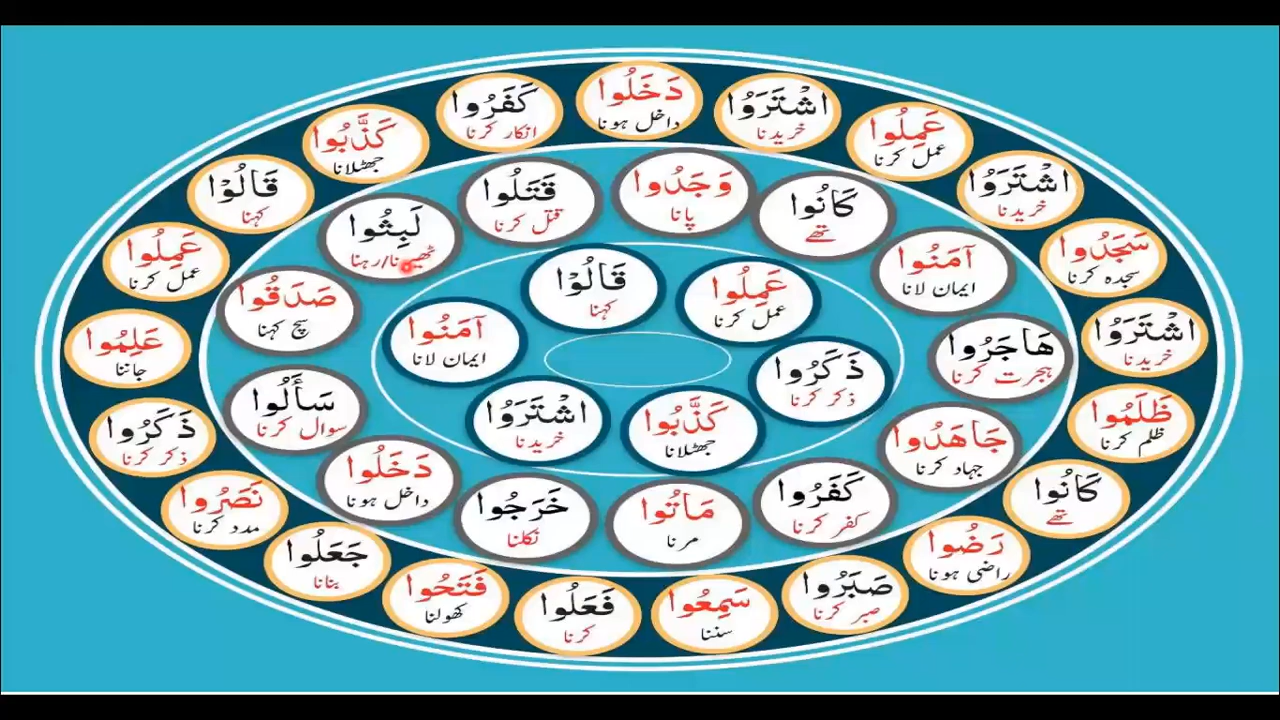 دَخَلُوا
داخل ہونا
اشْتَرَوُا
خریدنا
عَمِلُوا
عمل کرنا
اشْتَرَوُا
خریدنا
سَجَدُوا
سجدہ کرنا
اشْتَرَوُا
خریدنا
ظَلَمُوا
ظلم کرنا
كَانُوا
تھے
رَضُوا
راضی ہونا
صَبَرُوا
صبر کرنا
سَمِعُوا
سننا
فَعَلُوا
کرنا
فَتَحُوا
کھولنا
جَعَلُوا
بنانا
نَصَرُوا
مدد کرنا
ذَكَرُوا
ذکر کرنا
عَلِمُوا
جاننا
عَمِلُوا
عمل کرنا
قَالُوْا
کہنا
كَذَّبُوا
جھٹلانا
كَفَرُوا
انکار کرنا
وَجَدُوا
پانا
كَانُوا
تھے
آمَنُوا
ایمان لانا
هَاجَرُوا
ہجرت کرنا
جَاهَدُوا
جہاد کرنا
كَفَرُوا
کفر کرنا
مَاتُوا
مرنا
خَرَجُوا
نکلنا
دَخَلُوا
داخل ہونا
سَأَلُوا
سوال کرنا
صَدَقُوا
سچ کہنا
لَبِثُوا
ٹھہرنا/رہنا
قَتَلُوا
قتل کرنا
قَالُوْا
کہنا
عَمِلُوا
عمل کرنا
ذَكَرُوا
ذکر کرنا
كَذَّبُوا
جھٹلانا
اشْتَرَوُا
خریدنا
آمَنُوا
ایمان لانا